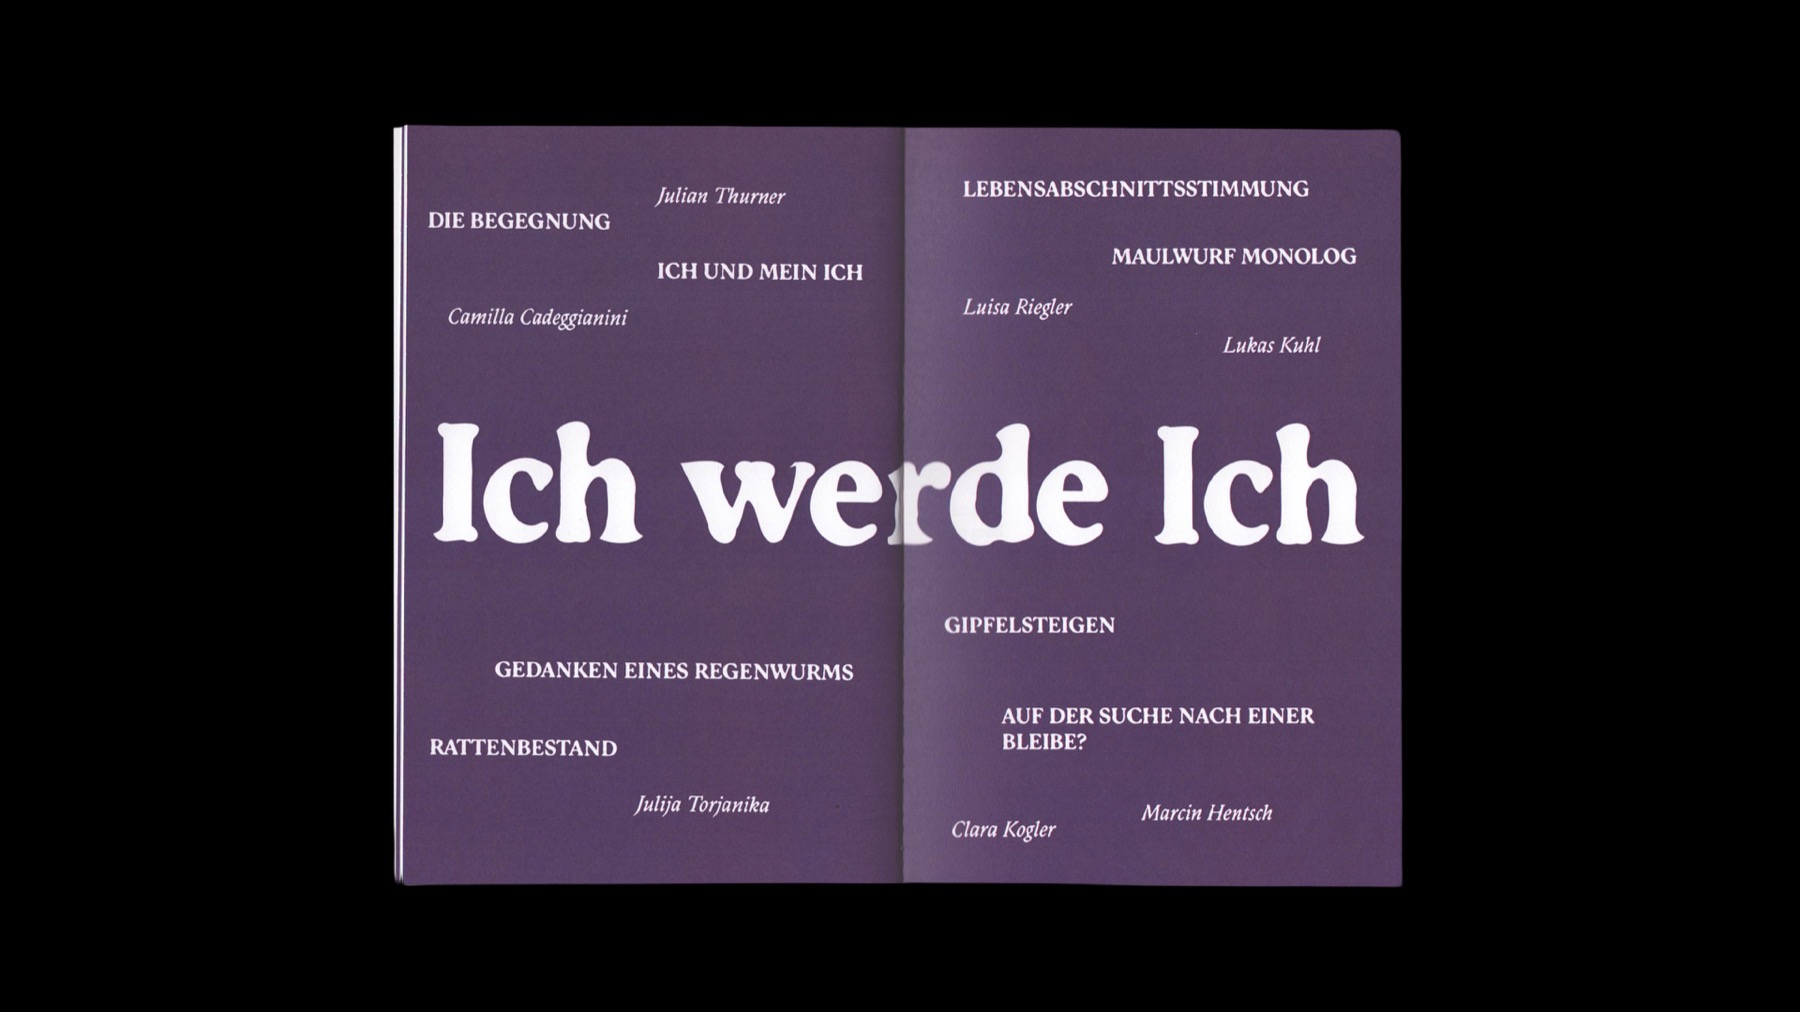 Julian Thurner
DIE BEGEGNUNG
ICH UND MEIN ICH
Camilla Cadeggianini
LEBENSABSCHNITTSSTIMMUNG
MAULWURF MONOLOG
Luisa Riegler
Lukas Kuhl
Ich werde Ich
GEDANKEN EINES REGENWURMS
RATTENBESTAND
Julija Torjanika
GIPFELSTEIGEN
AUF DER SUCHE NACH EINER
BLEIBE?
Marcin Hentsch
Clara Kogler